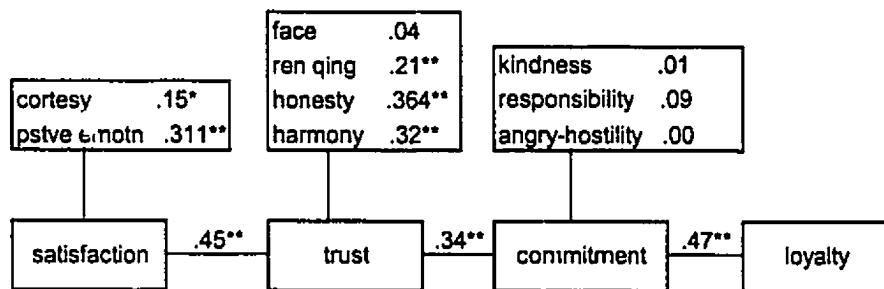 face .04
ren qing .21**
honesty .364**
harmony .32**
kindness .01
responsibility .09
angry-hostility .00
cortesy .15*
pstve emotn .311**
satisfaction .45** trust .34** commitment .47** loyalty